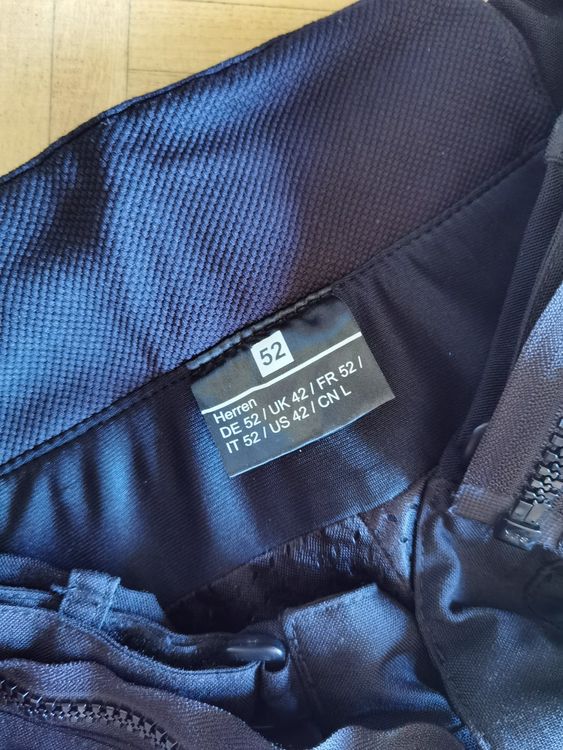 52
Herren
DE 52 / UK 42 / FR 52 /
IT 52 / US 42 / CN L